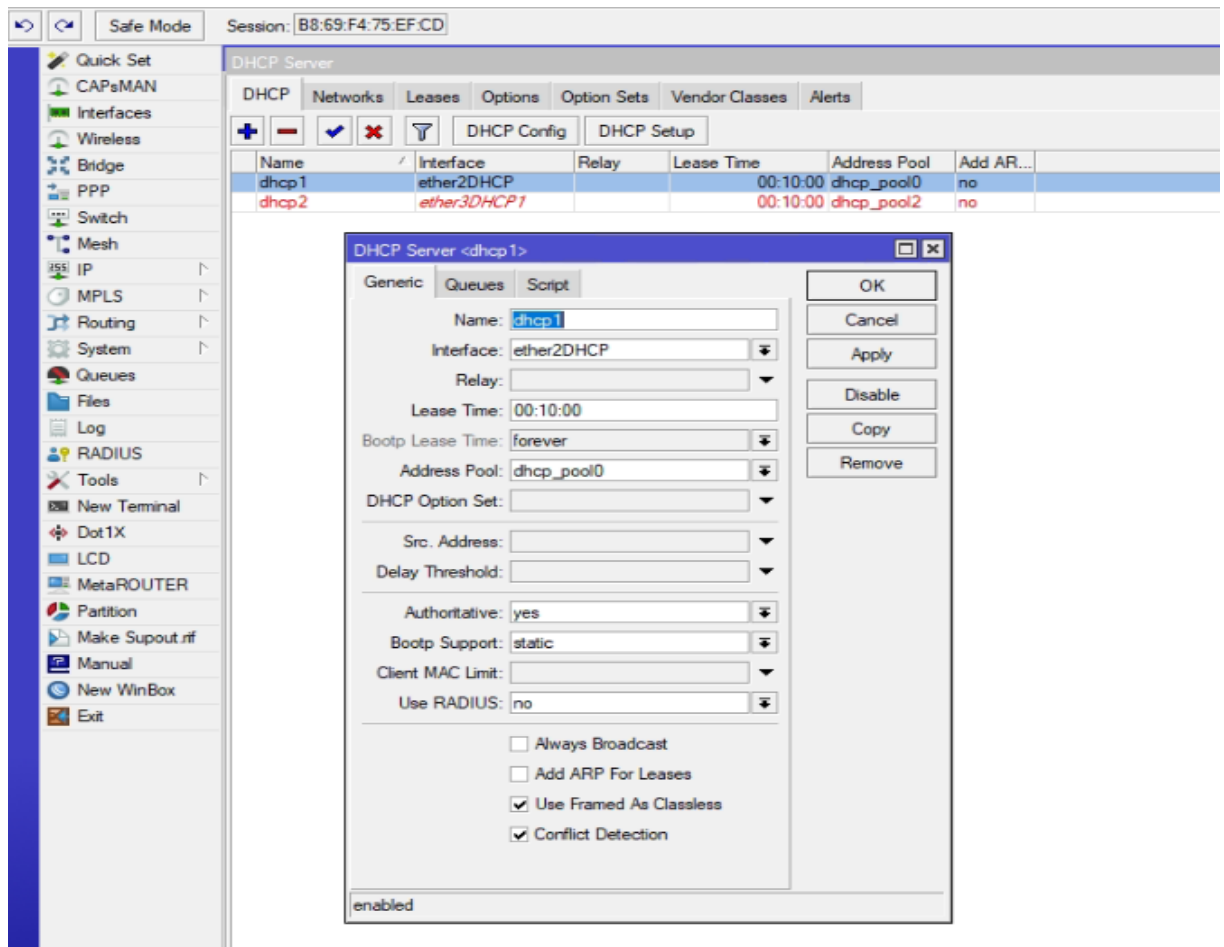 Safe Mode Session: B8:69:F4:75:EF:CD
Quick Set
CAPsMAN
Interfaces
Wireless
Bridge
PPP
Switch
Mesh
IP
MPLS
Routing
System
Queues
Files
Log
RADIUS
Tools
New Terminal
Dot1X
LCD
MetaROUTER
Partition
Make Supout.rif
Manual
New WinBox
Exit
DHCP Server
DHCP Networks Leases Options Option Sets Vendor Classes Alerts
DHCP Config DHCP Setup
Name / Interface Relay Lease Time Address Pool Add AR...
dhcp1 ether2DHCP 00:10:00 dhcp_pool0 no
dhcp2 ether3DHCP1 00:10:00 dhcp_pool2 no
DHCP Server <dhcp1>
Generic Queues Script
Name: dhcp1
Interface: ether2DHCP
Relay:
Lease Time: 00:10:00
Bootp Lease Time: forever
Address Pool: dhcp_pool0
DHCP Option Set:
Src. Address:
Delay Threshold:
Authoritative: yes
Bootp Support: static
Client MAC Limit:
Use RADIUS: no
Always Broadcast
Add ARP For Leases
Use Framed As Classless
Conflict Detection
enabled
OK
Cancel
Apply
Disable
Copy
Remove